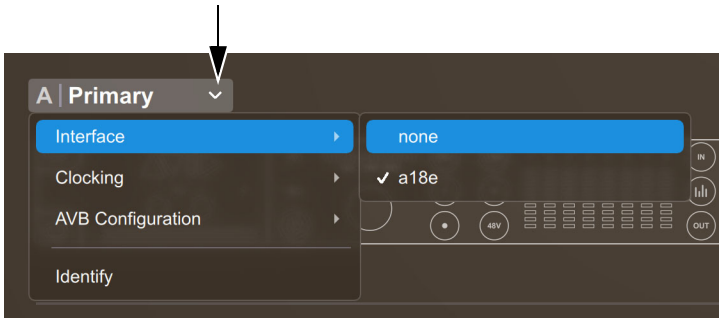 A | Primary
Interface
none
IN
Clocking
a18e
AVB Configuration
48V
OUT
Identify